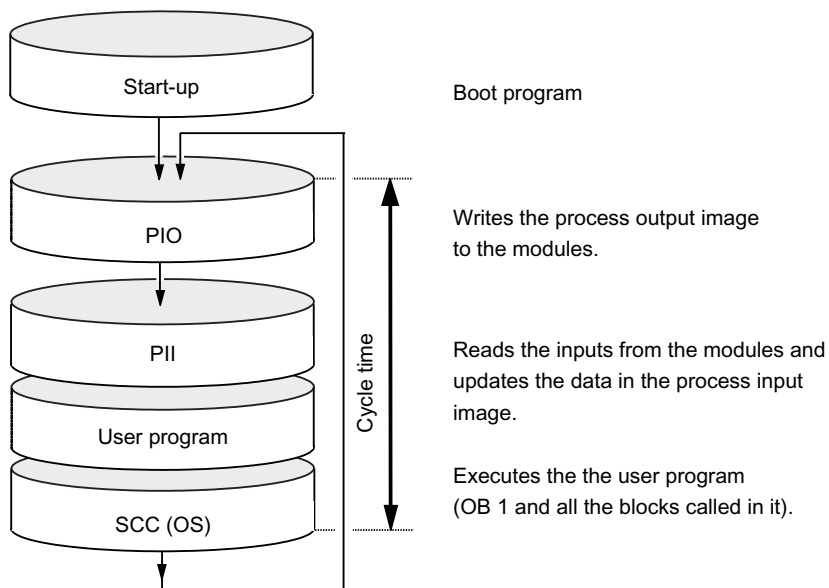 Start-up
Boot program
PIO
Writes the process output image
to the modules.
PII
Reads the inputs from the modules and
updates the data in the process input
image.
Cycle time
User program
Executes the the user program
(OB 1 and all the blocks called in it).
SCC (OS)